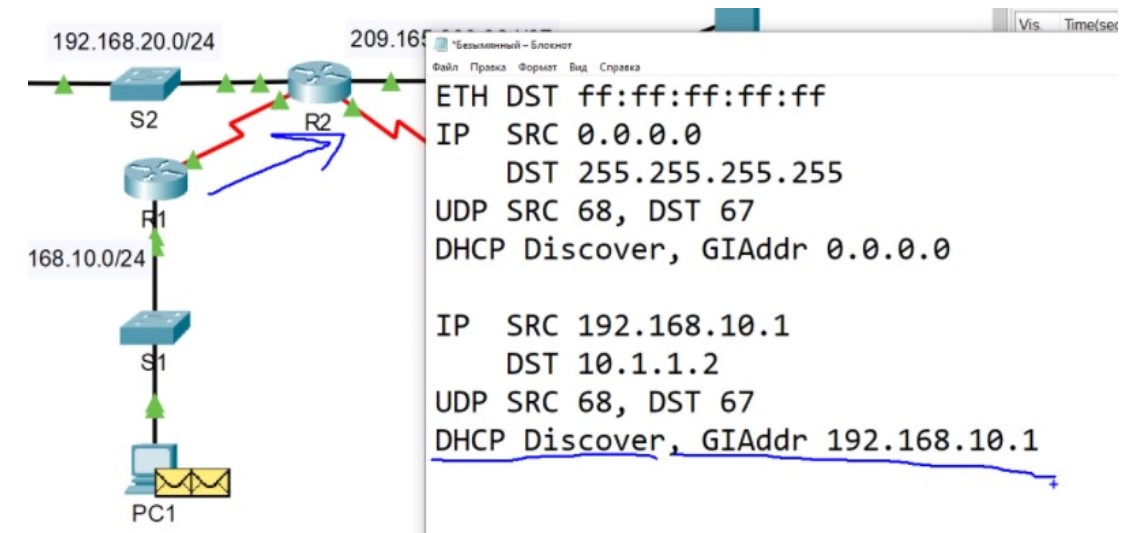 192.168.20.0/24
209.165
S2
R2
R1
168.10.0/24
S1
PC1
Vis. Time(sec
*Безымянный – Блокнот
Файл Правка Формат Вид Справка
ETH DST ff:ff:ff:ff:ff
IP SRC 0.0.0.0
DST 255.255.255.255
UDP SRC 68, DST 67
DHCP Discover, GIAddr 0.0.0.0
IP SRC 192.168.10.1
DST 10.1.1.2
UDP SRC 68, DST 67
DHCP Discover, GIAddr 192.168.10.1